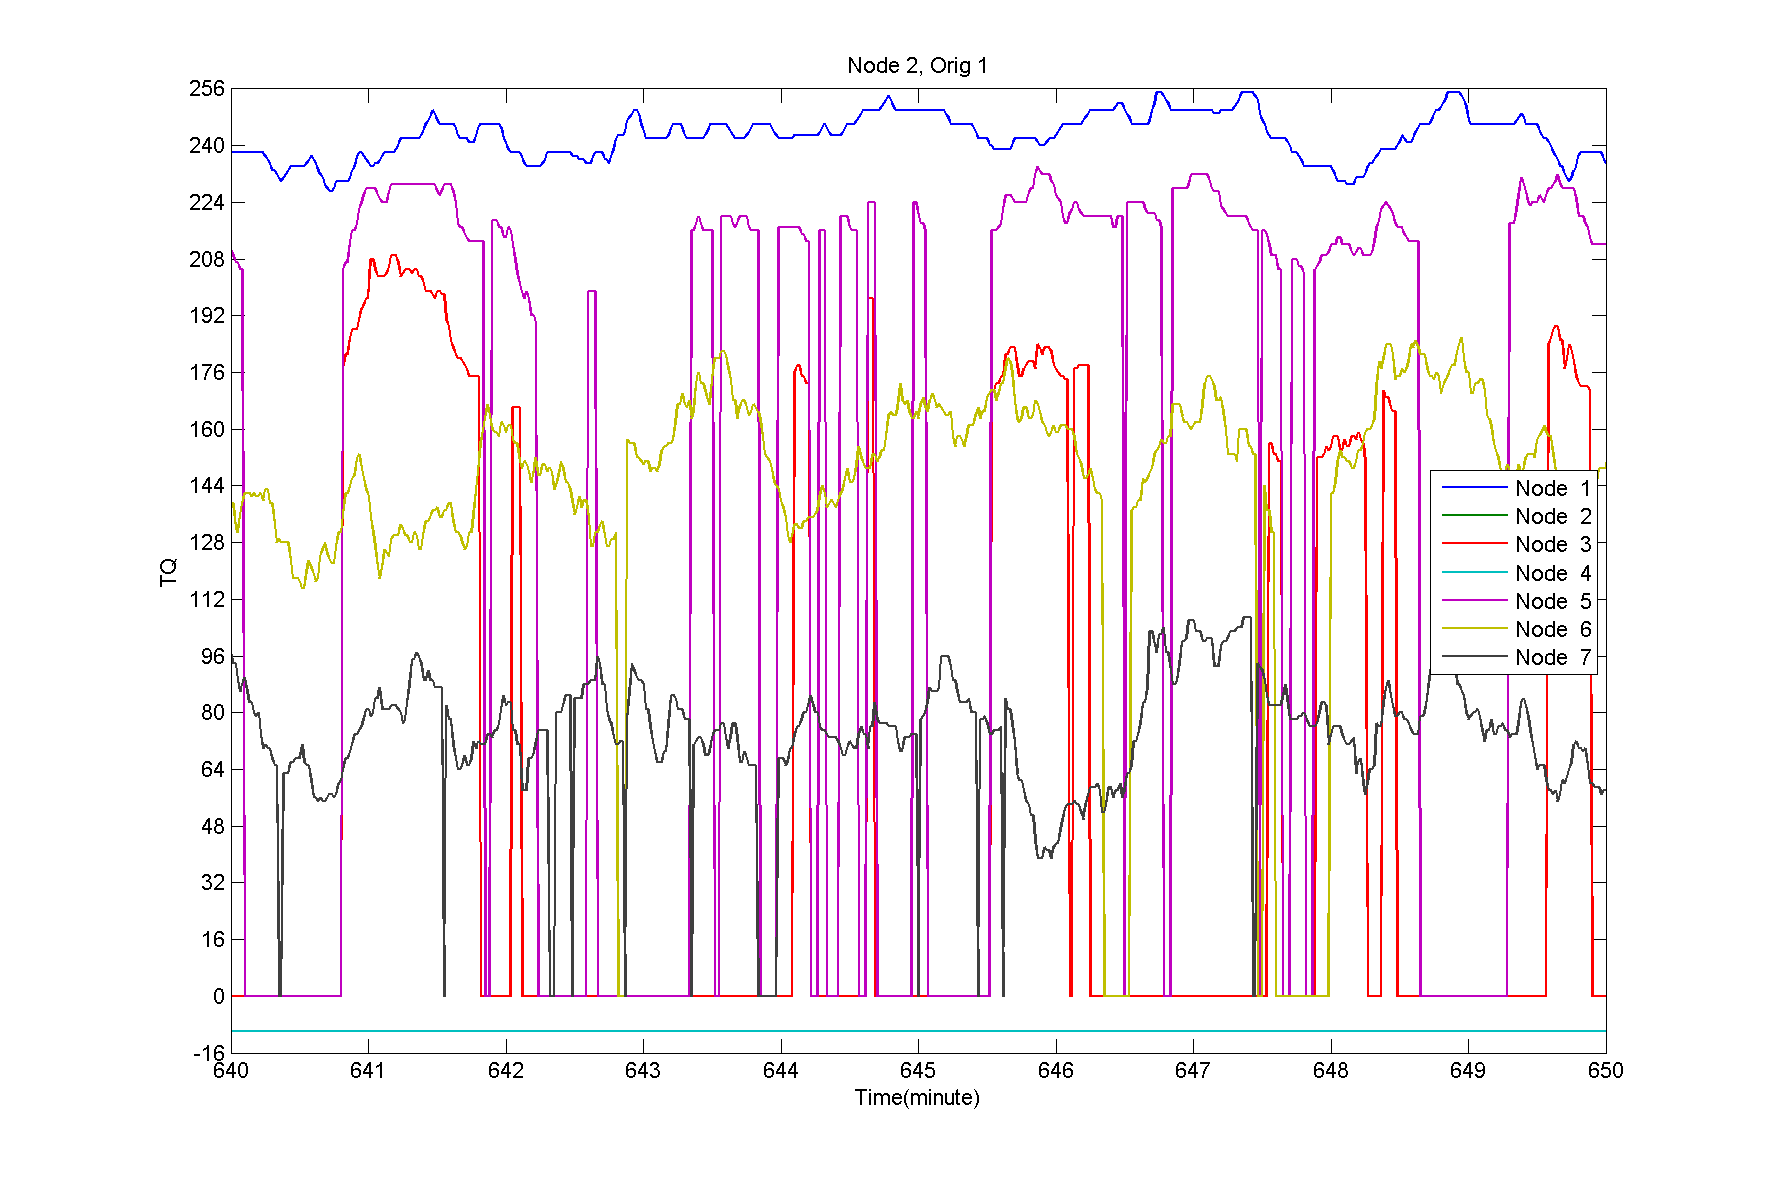 Node 2, Orig 1
256
240
224
208
192
176
160
144
128
112
96
80
64
48
32
16
0
-16
TQ
Node 1
Node 2
Node 3
Node 4
Node 5
Node 6
Node 7
640 641 642 643 644 645 646 647 648 649 650
Time(minute)